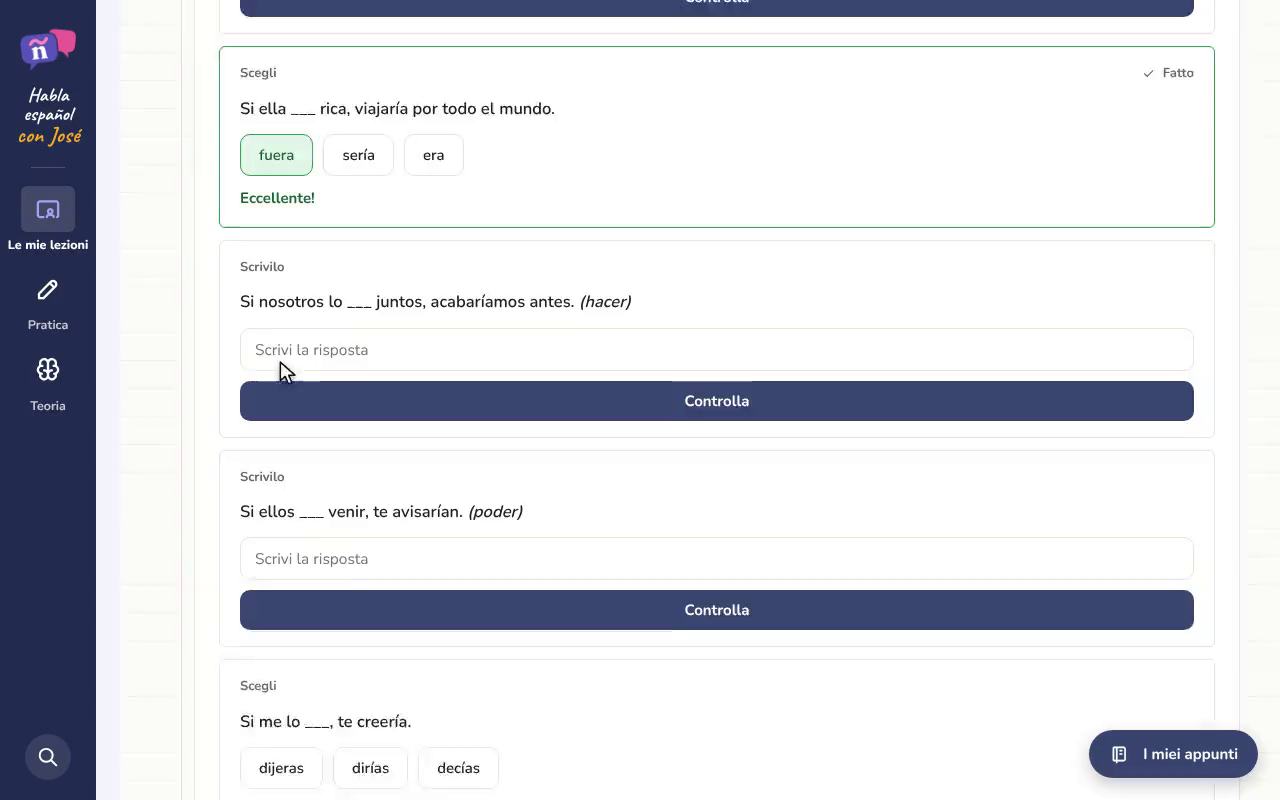 ñ
Habla
español
con José
Le mie lezioni
Pratica
Teoria
Controlla
Scegli
Fatto
Si ella ___ rica, viajaría por todo el mundo.
fuera sería era
Eccellente!
Scrivilo
Si nosotros lo ___ juntos, acabaríamos antes. (hacer)
Scrivi la risposta
Controlla
Scrivilo
Si ellos ___ venir, te avisarían. (poder)
Scrivi la risposta
Controlla
Scegli
Si me lo ___, te creería.
dijeras dirías decías
I miei appunti